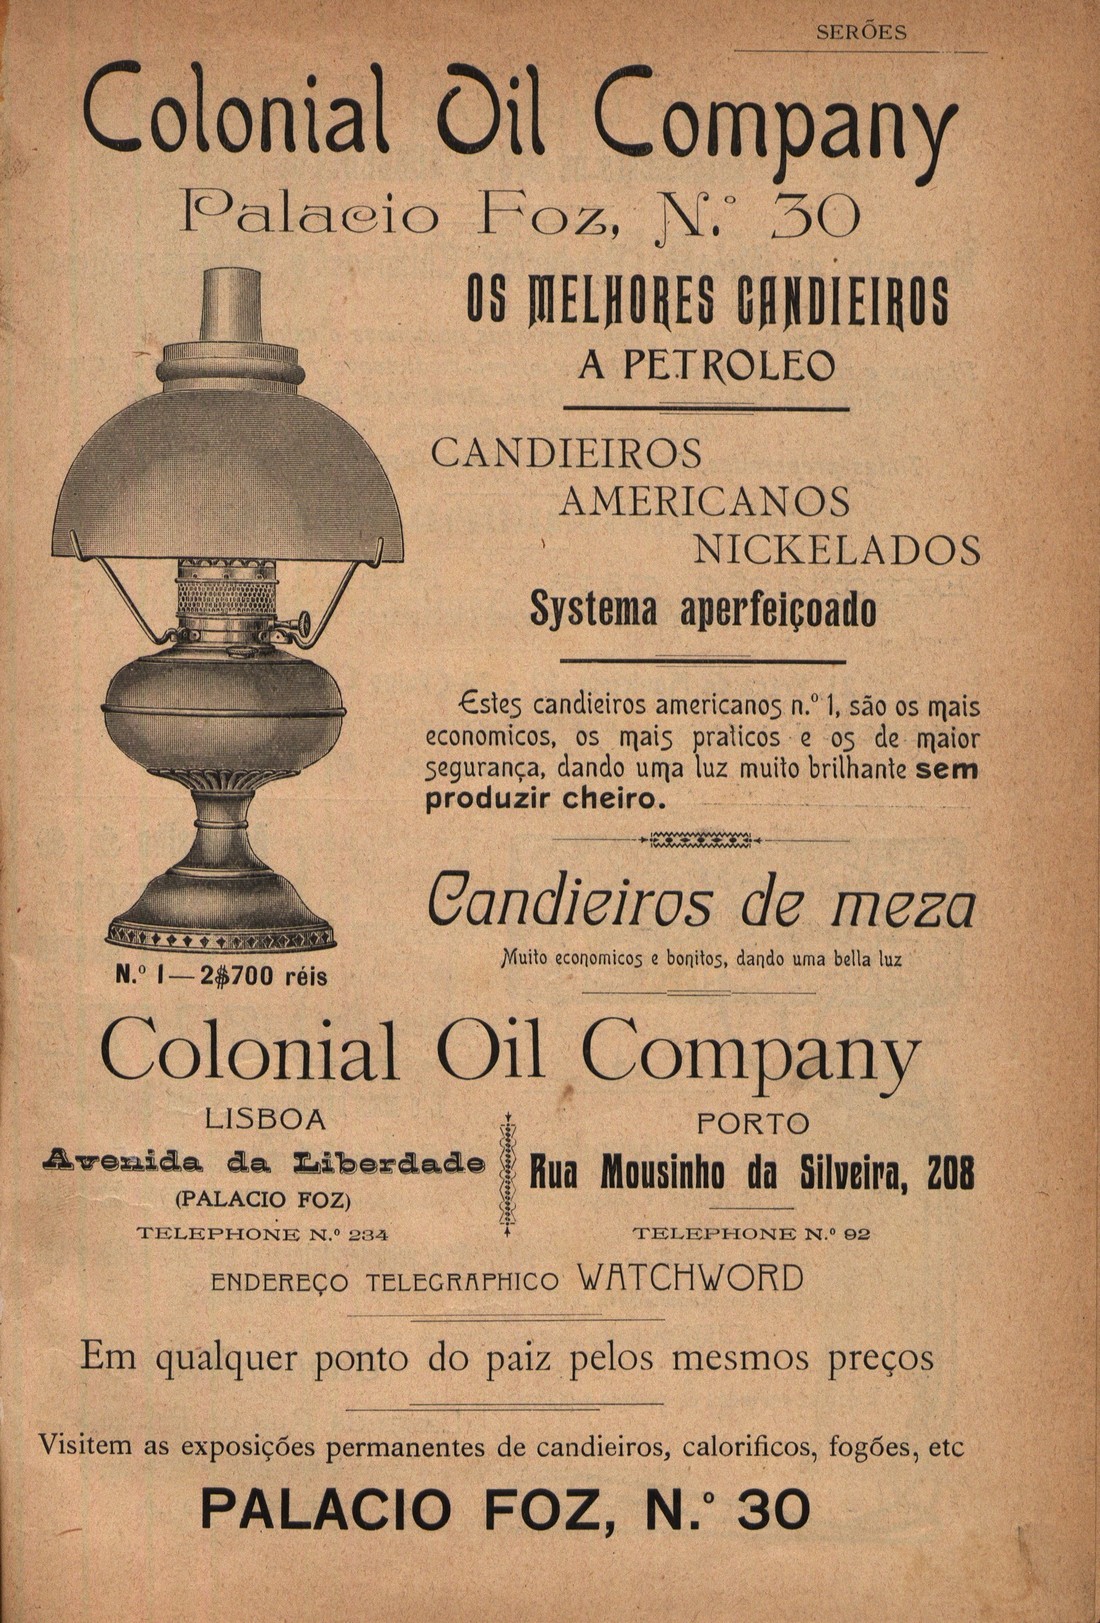 SERÕES
Colonial Oil Company
Palacio Foz, N.º 30
OS MELHORES CANDIEIROS
A PETROLEO
CANDIEIROS
AMERICANOS
NICKELADOS
Systema aperfeiçoado
Estes candieiros americanos n.º 1, são os mais
economicos, os mais praticos e os de maior
segurança, dando uma luz muito brilhante sem
produzir cheiro.
Candieiros de meza
Muito economicos e bonitos, dando uma bella luz
N.º 1—2$700 réis
Colonial Oil Company
LISBOA
Avenida da Liberdade
(PALACIO FOZ)
TELEPHONE N.º 234
PORTO
Rua Mousinho da Silveira, 208
TELEPHONE N.º 92
ENDEREÇO TELEGRAPHICO WATCHWORD
Em qualquer ponto do paiz pelos mesmos preços
Visitem as exposições permanentes de candieiros, calorificos, fogões, etc
PALACIO FOZ, N.º 30